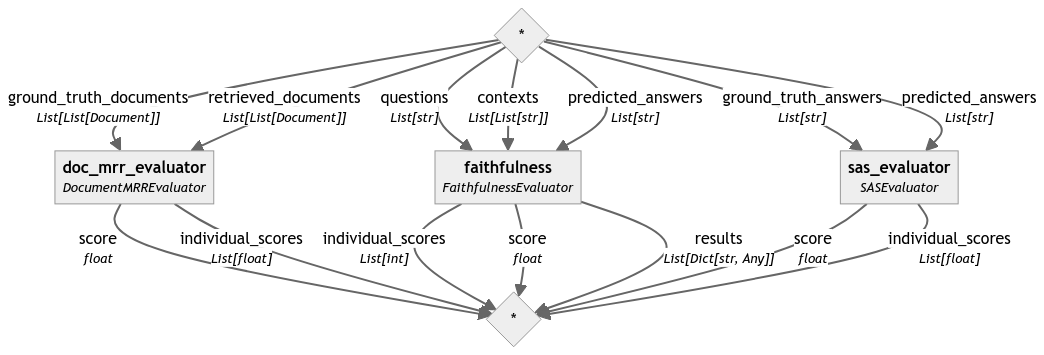 *
ground_truth_documents
List[List[Document]]
retrieved_documents
List[List[Document]]
questions
List[str]
contexts
List[List[str]]
predicted_answers
List[str]
ground_truth_answers
List[str]
predicted_answers
List[str]
doc_mrr_evaluator
DocumentMRREvaluator
faithfulness
FaithfulnessEvaluator
sas_evaluator
SASEvaluator
score
float
individual_scores
List[float]
individual_scores
List[int]
score
float
results
List[Dict[str, Any]]
score
float
individual_scores
List[float]
*